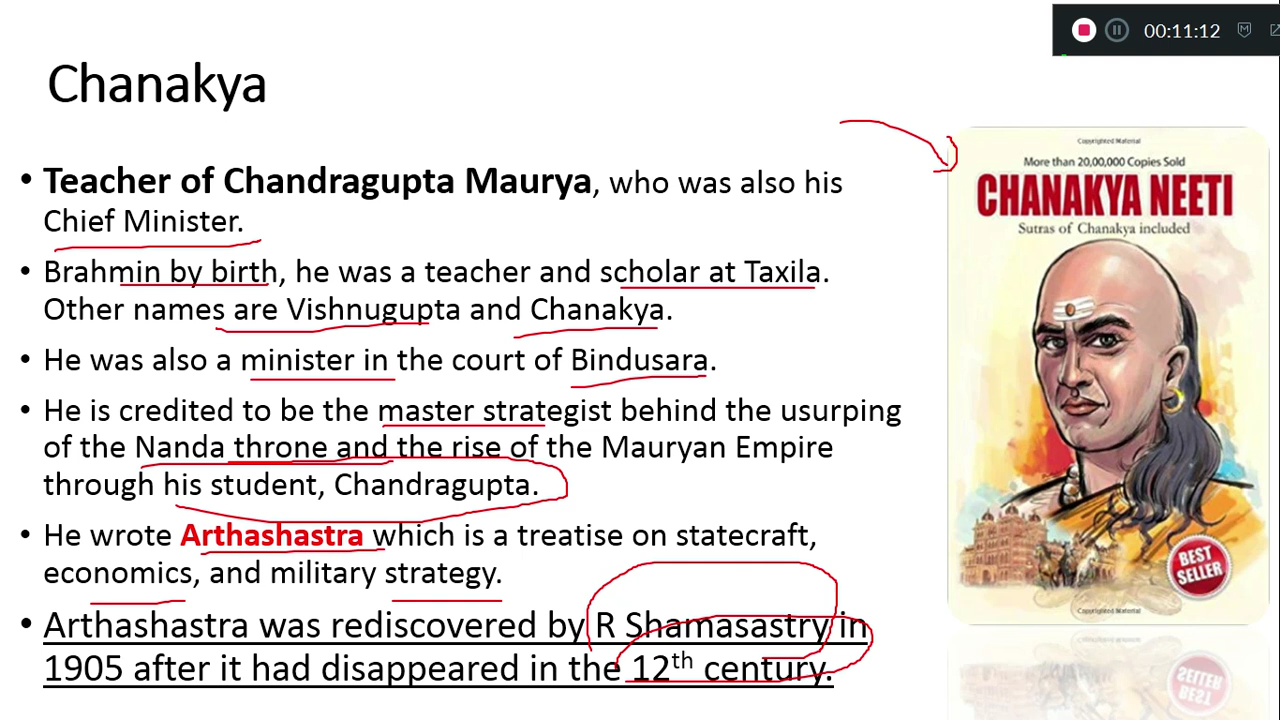 00:11:12
Chanakya
• Teacher of Chandragupta Maurya, who was also his
Chief Minister.
• Brahmin by birth, he was a teacher and scholar at Taxila.
Other names are Vishnugupta and Chanakya.
• He was also a minister in the court of Bindusara.
• He is credited to be the master strategist behind the usurping
of the Nanda throne and the rise of the Mauryan Empire
through his student, Chandragupta.
• He wrote Arthashastra which is a treatise on statecraft,
economics, and military strategy.
• Arthashastra was rediscovered by R Shamasastry in
1905 after it had disappeared in the 12th century.
Copyrighted Material
More than 20,00,000 Copies Sold
CHANAKYA NEETI
Sutras of Chanakya included
BEST
SELLER
Copyrighted Material